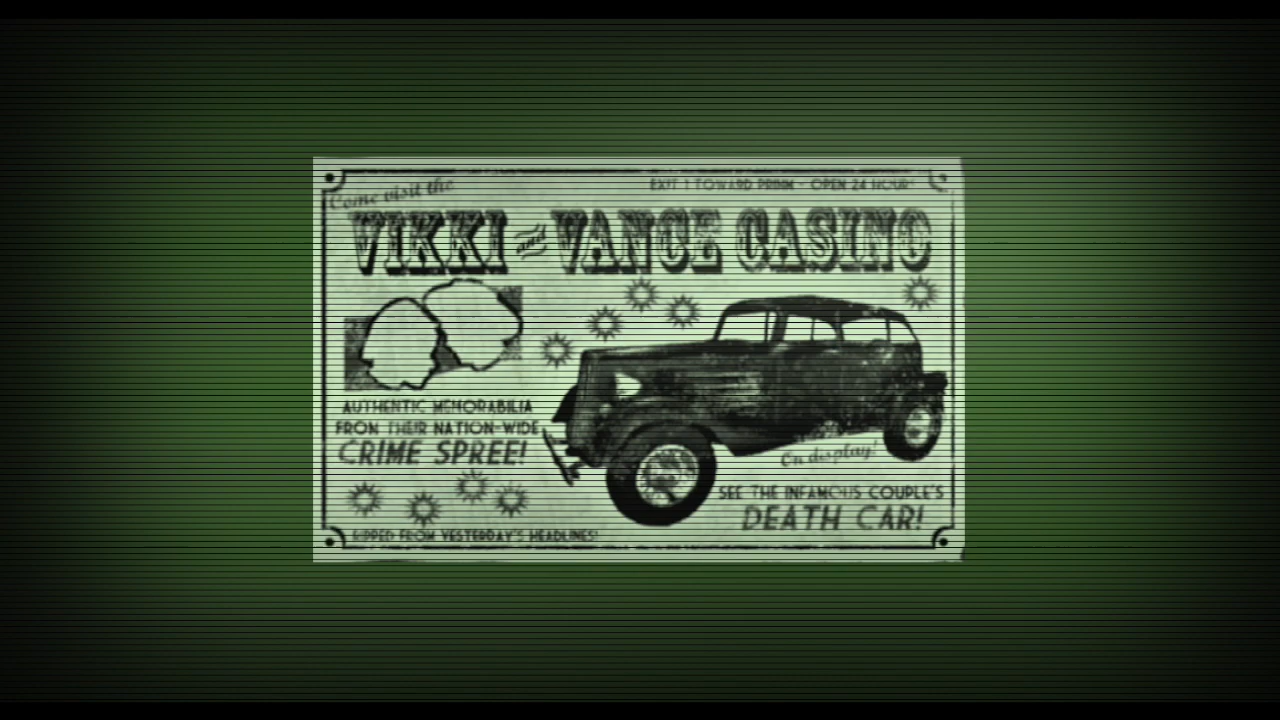 Come visit the
EXIT 1 TOWARD PRIMM - OPEN 24 HOURS
VIKKI and VANCE CASINO
AUTHENTIC MEMORABILIA
FROM THEIR NATION-WIDE
CRIME SPREE!
On display!
SEE THE INFAMOUS COUPLE'S
DEATH CAR!
RIPPED FROM YESTERDAY'S HEADLINES!